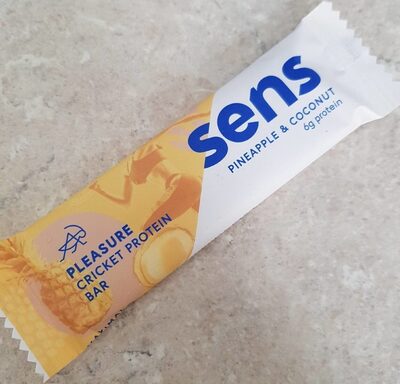 sens
PINEAPPLE & COCONUT
6g protein
PLEASURE
CRICKET PROTEIN
BAR